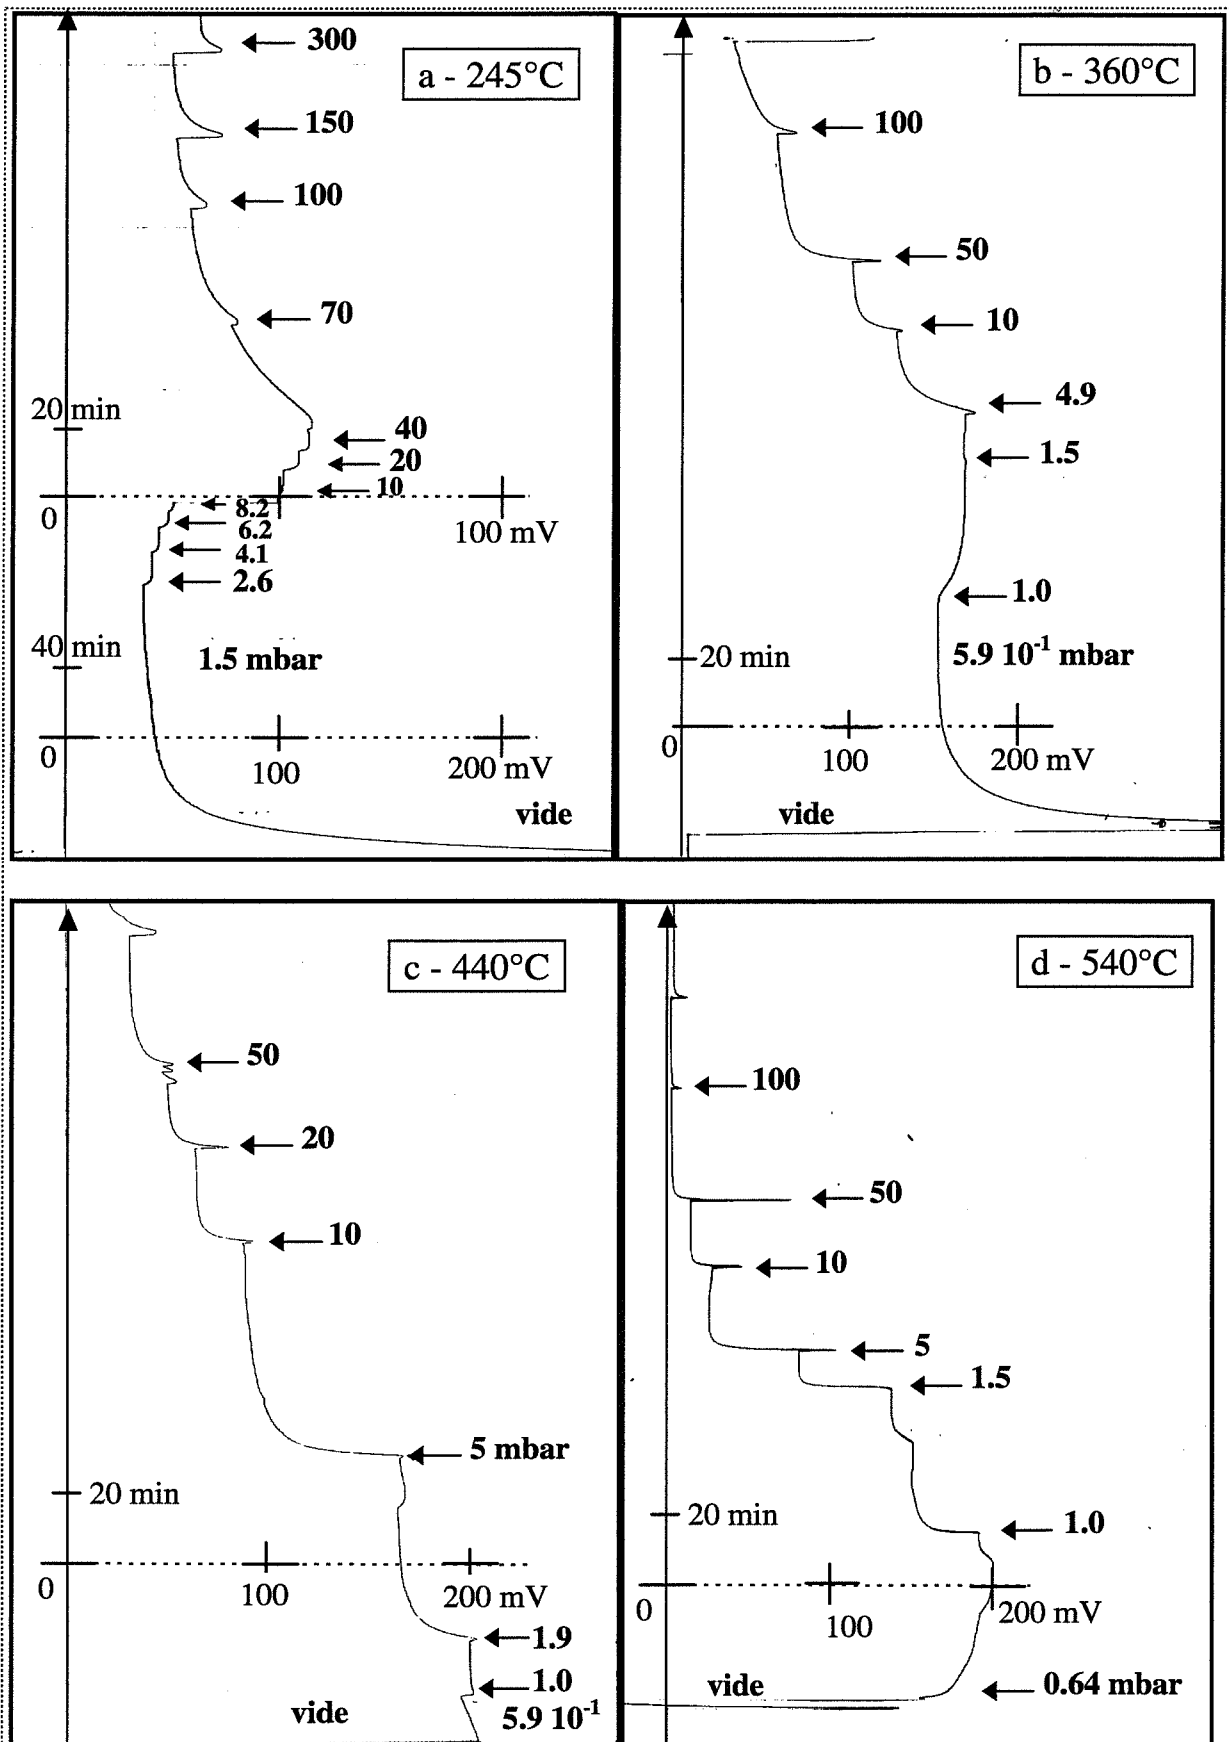 a - 245°C
300
150
100
70
20 min
40
20
10
0
100 mV
8.2
6.2
4.1
2.6
40 min
1.5 mbar
0
100
200 mV
vide
b - 360°C
100
50
10
4.9
1.5
1.0
20 min
5.9 10⁻¹ mbar
0
100
200 mV
vide
c - 440°C
50
20
10
5 mbar
20 min
0
100
200 mV
1.9
1.0
vide
5.9 10⁻¹
d - 540°C
100
50
10
5
1.5
20 min
1.0
0
100
200 mV
vide
0.64 mbar